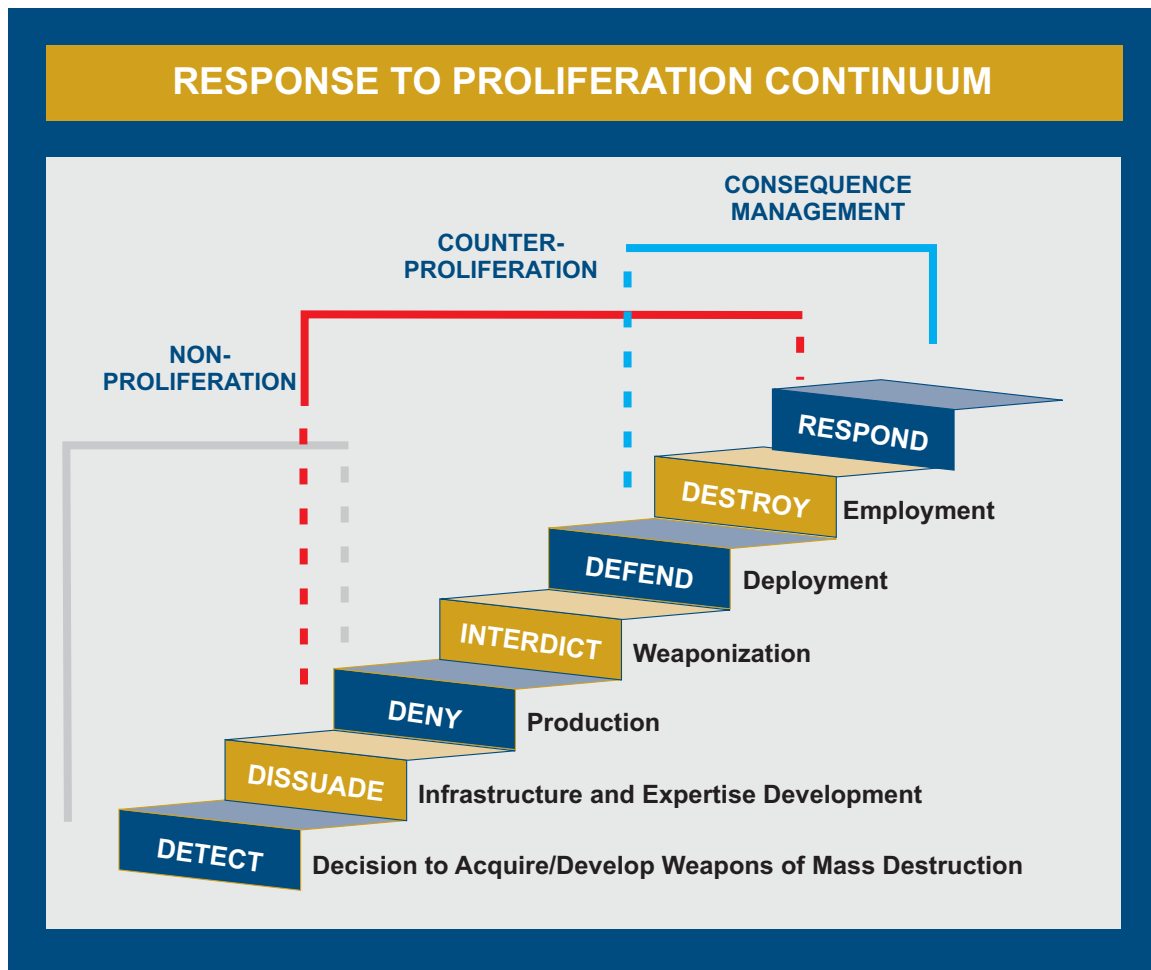 RESPONSE TO PROLIFERATION CONTINUUM
CONSEQUENCE
MANAGEMENT
COUNTER-
PROLIFERATION
NON-
PROLIFERATION
RESPOND
DESTROY
Employment
DEFEND
Deployment
INTERDICT
Weaponization
DENY
Production
DISSUADE
Infrastructure and Expertise Development
DETECT
Decision to Acquire/Develop Weapons of Mass Destruction